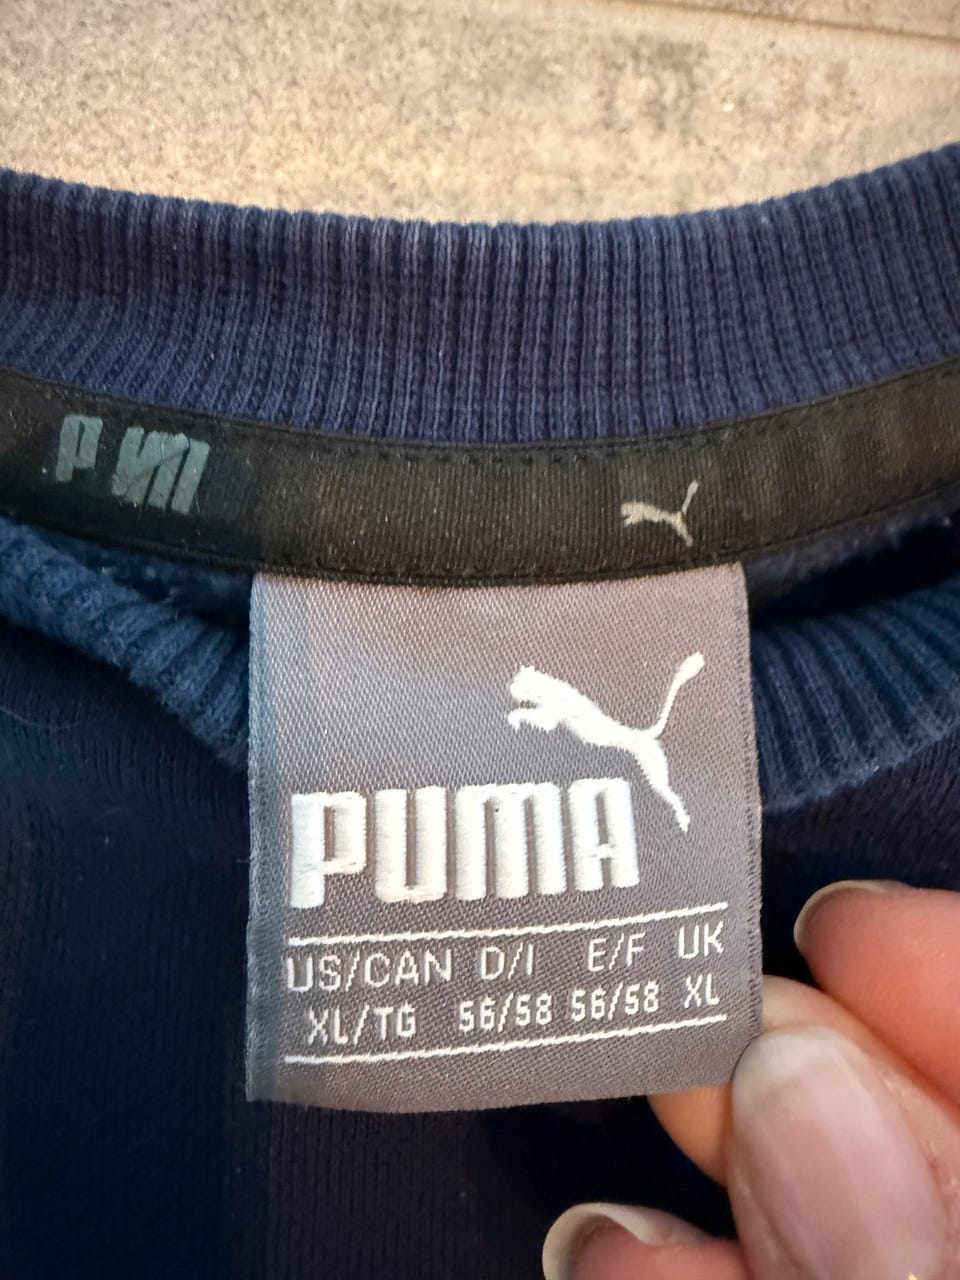 PUMA
US/CAN D/I E/F UK
XL/TG 56/58 56/58 XL